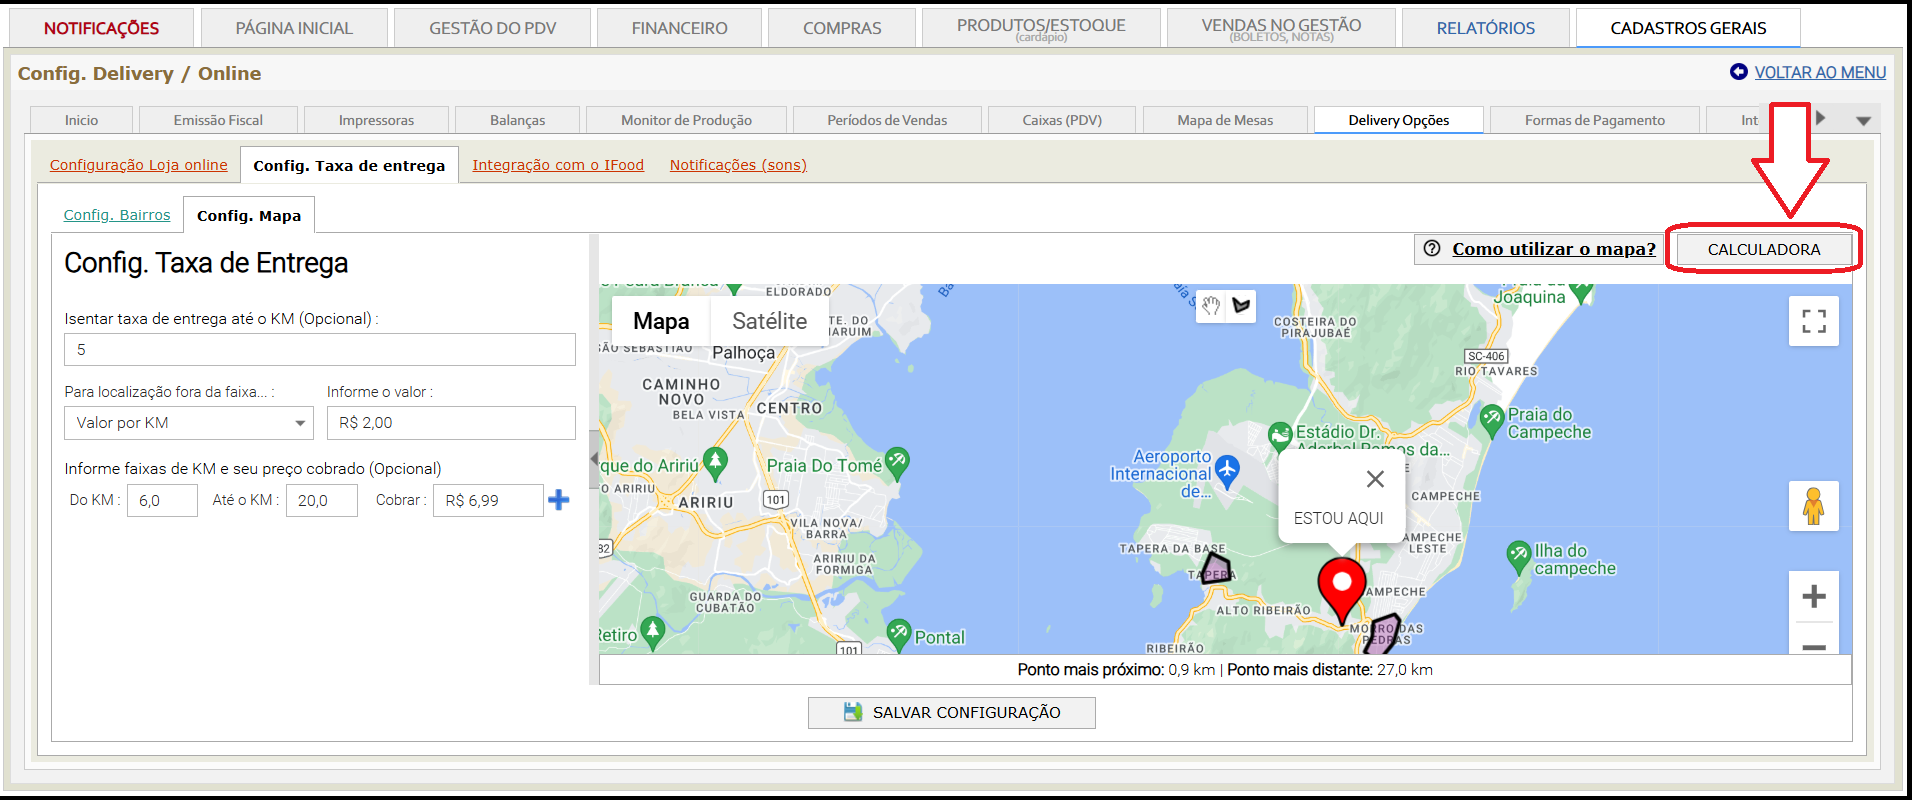 NOTIFICAÇÕES
PÁGINA INICIAL
GESTÃO DO PDV
FINANCEIRO
COMPRAS
PRODUTOS/ESTOQUE
(cardápio)
VENDAS NO GESTÃO
(BOLETOS, NOTAS)
RELATÓRIOS
CADASTROS GERAIS
Config. Delivery / Online
VOLTAR AO MENU
Inicio
Emissão Fiscal
Impressoras
Balanças
Monitor de Produção
Períodos de Vendas
Caixas (PDV)
Mapa de Mesas
Delivery Opções
Formas de Pagamento
Int
Configuração Loja online
Config. Taxa de entrega
Integração com o IFood
Notificações (sons)
Config. Bairros
Config. Mapa
Config. Taxa de Entrega
Como utilizar o mapa?
CALCULADORA
Isentar taxa de entrega até o KM (Opcional) :
5
Para localização fora da faixa... :
Informe o valor :
Valor por KM
R$ 2,00
Informe faixas de KM e seu preço cobrado (Opcional)
Do KM :
6,0
Até o KM :
20,0
Cobrar :
R$ 6,99
Mapa
Satélite
ELDORADO
TE. DO
ARUIM
ÃO SEBASTIÃO
Palhoça
CAMINHO
NOVO
BELA VISTA
CENTRO
que do Aririú
Praia Do Tomé
O ARIRIO
ARIRIU
101
VILA NOVA/
BARRA
ARIRIU DA
FORMIGA
GUARDA DO
CUBATÃO
Retiro
Pontal
101
Joaquina
COSTEIRA DO
PIRAJUBAÉ
SC-406
RIO TAVARES
Praia do
Campeche
Estádio Dr.
Aderbal Ramos da...
Aeroporto
Internacional
de...
CAMPECHE
ESTOU AQUI
AMPECHE
LESTE
TAPERA DA BASE
TAPERA
Ilha do
campeche
AMPECHE
ALTO RIBEIRÃO
MORRO DAS
PEDRAS
RIBEIRÃO
Ponto mais próximo: 0,9 km | Ponto mais distante: 27,0 km
SALVAR CONFIGURAÇÃO